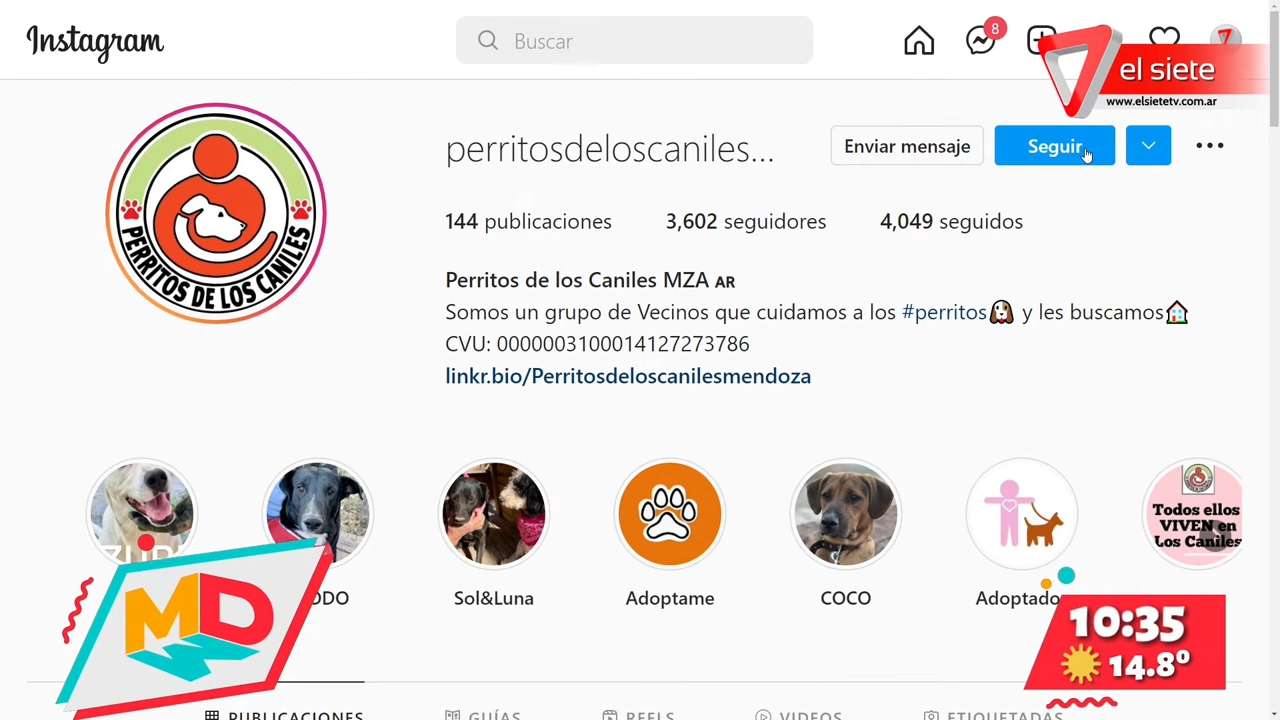 Instagram
Buscar
8
el siete
www.elsietetv.com.ar
PERRITOS DE LOS CANILES
perritosdeloscaniles...
Enviar mensaje
Seguir
144 publicaciones
3,602 seguidores
4,049 seguidos
Perritos de los Caniles MZA AR
Somos un grupo de Vecinos que cuidamos a los #perritos🐶 y les buscamos🏠
CVU: 0000003100014127273786
linkr.bio/Perritosdeloscanilesmendoza
Todos ellos
VIVEN en
Los Caniles
Sol&Luna
Adoptame
COCO
Adoptado
MD
10:35
14.8º
PUBLICACIONES
GUÍAS
REELS
VIDEOS
ETIQUETADAS